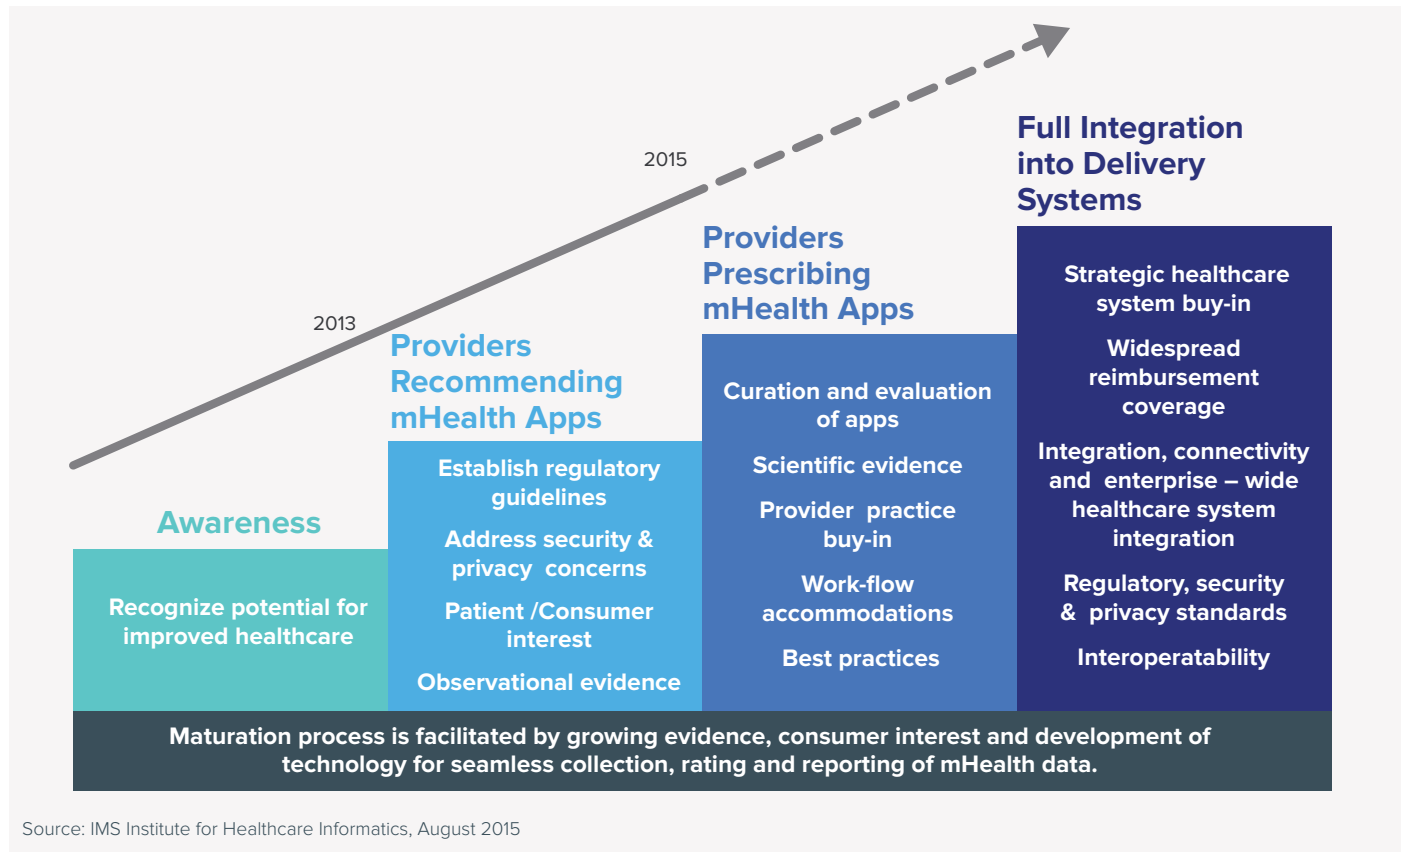 2015
2013
Awareness
Recognize potential for
improved healthcare
Providers
Recommending
mHealth Apps
Establish regulatory
guidelines
Address security &
privacy concerns
Patient /Consumer
interest
Observational evidence
Providers
Prescribing
mHealth Apps
Curation and evaluation
of apps
Scientific evidence
Provider practice
buy-in
Work-flow
accommodations
Best practices
Full Integration
into Delivery
Systems
Strategic healthcare
system buy-in
Widespread
reimbursement
coverage
Integration, connectivity
and enterprise – wide
healthcare system
integration
Regulatory, security
& privacy standards
Interoperatability
Maturation process is facilitated by growing evidence, consumer interest and development of
technology for seamless collection, rating and reporting of mHealth data.
Source: IMS Institute for Healthcare Informatics, August 2015